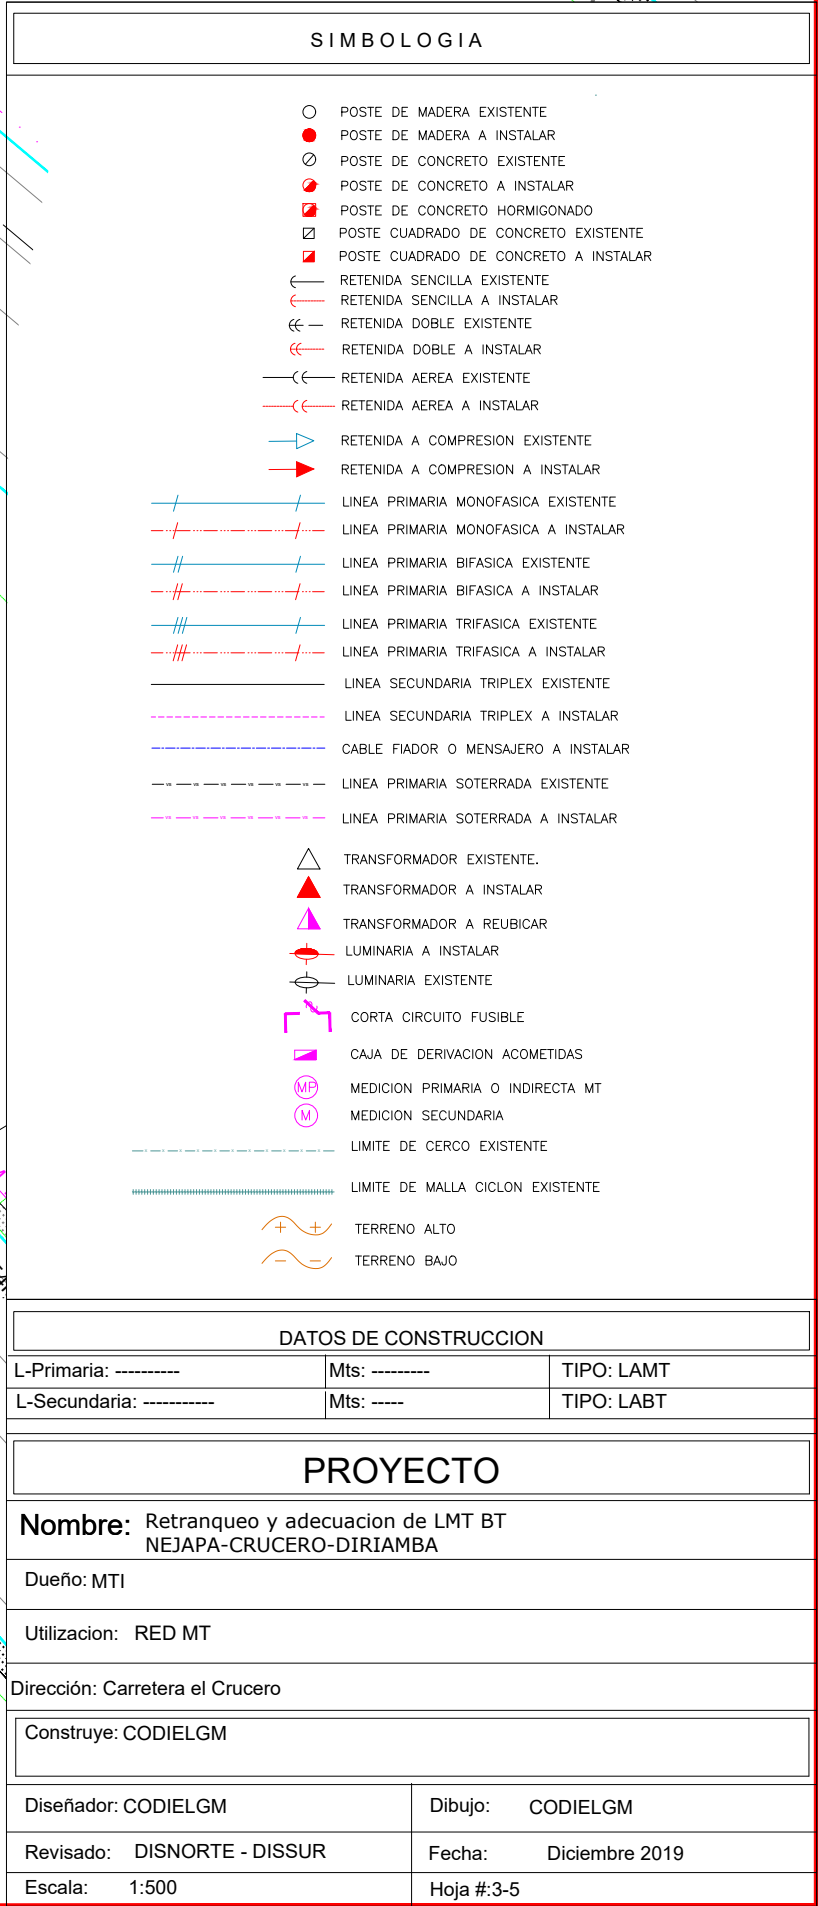 SIMBOLOGIA
POSTE DE MADERA EXISTENTE
POSTE DE MADERA A INSTALAR
POSTE DE CONCRETO EXISTENTE
POSTE DE CONCRETO A INSTALAR
POSTE DE CONCRETO HORMIGONADO
POSTE CUADRADO DE CONCRETO EXISTENTE
POSTE CUADRADO DE CONCRETO A INSTALAR
RETENIDA SENCILLA EXISTENTE
RETENIDA SENCILLA A INSTALAR
RETENIDA DOBLE EXISTENTE
RETENIDA DOBLE A INSTALAR
RETENIDA AEREA EXISTENTE
RETENIDA AEREA A INSTALAR
RETENIDA A COMPRESION EXISTENTE
RETENIDA A COMPRESION A INSTALAR
LINEA PRIMARIA MONOFASICA EXISTENTE
LINEA PRIMARIA MONOFASICA A INSTALAR
LINEA PRIMARIA BIFASICA EXISTENTE
LINEA PRIMARIA BIFASICA A INSTALAR
LINEA PRIMARIA TRIFASICA EXISTENTE
LINEA PRIMARIA TRIFASICA A INSTALAR
LINEA SECUNDARIA TRIPLEX EXISTENTE
LINEA SECUNDARIA TRIPLEX A INSTALAR
CABLE FIADOR O MENSAJERO A INSTALAR
LINEA PRIMARIA SOTERRADA EXISTENTE
LINEA PRIMARIA SOTERRADA A INSTALAR
TRANSFORMADOR EXISTENTE.
TRANSFORMADOR A INSTALAR
TRANSFORMADOR A REUBICAR
LUMINARIA A INSTALAR
LUMINARIA EXISTENTE
CORTA CIRCUITO FUSIBLE
CAJA DE DERIVACION ACOMETIDAS
MP MEDICION PRIMARIA O INDIRECTA MT
M MEDICION SECUNDARIA
LIMITE DE CERCO EXISTENTE
LIMITE DE MALLA CICLON EXISTENTE
TERRENO ALTO
TERRENO BAJO
DATOS DE CONSTRUCCION
L-Primaria: ---------- Mts: --------- TIPO: LAMT
L-Secundaria: ----------- Mts: ----- TIPO: LABT
PROYECTO
Nombre: Retranqueo y adecuacion de LMT BT
NEJAPA-CRUCERO-DIRIAMBA
Dueño: MTI
Utilizacion: RED MT
Dirección: Carretera el Crucero
Construye: CODIELGM
Diseñador: CODIELGM Dibujo: CODIELGM
Revisado: DISNORTE - DISSUR Fecha: Diciembre 2019
Escala: 1:500 Hoja #:3-5